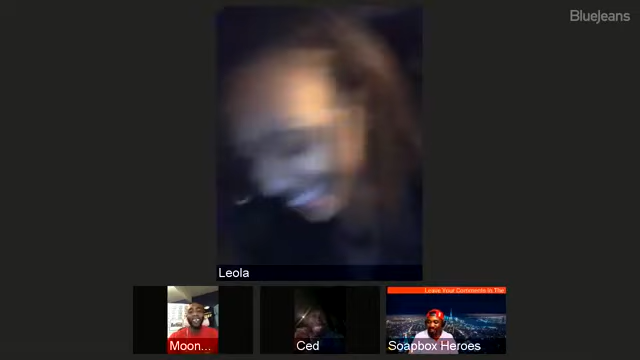 BlueJeans
Leola
Leave Your Comments In The
Moon...
Ced
Soapbox Heroes